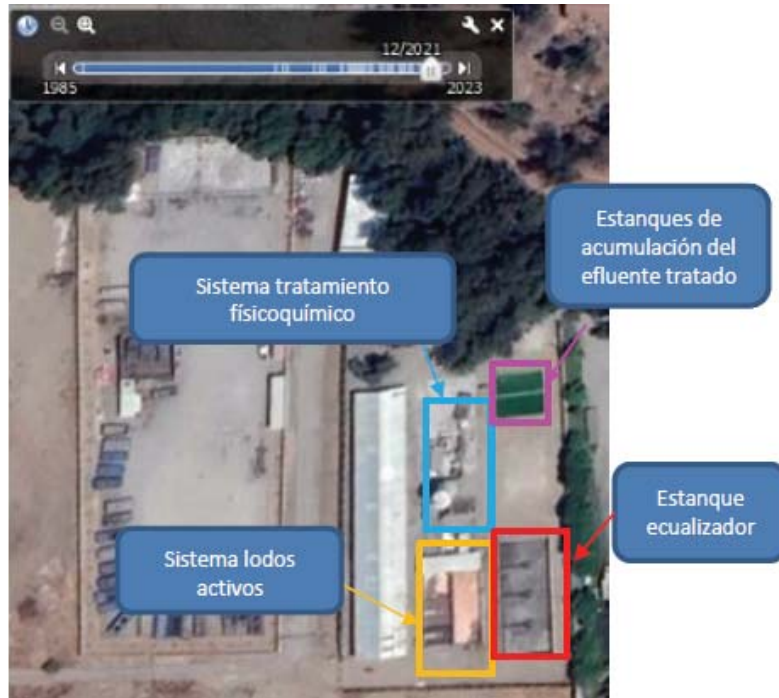 12/2021
1985
2023
Estanques de
acumulación del
efluente tratado
Sistema tratamiento
físicoquímico
Estanque
ecualizador
Sistema lodos
activos